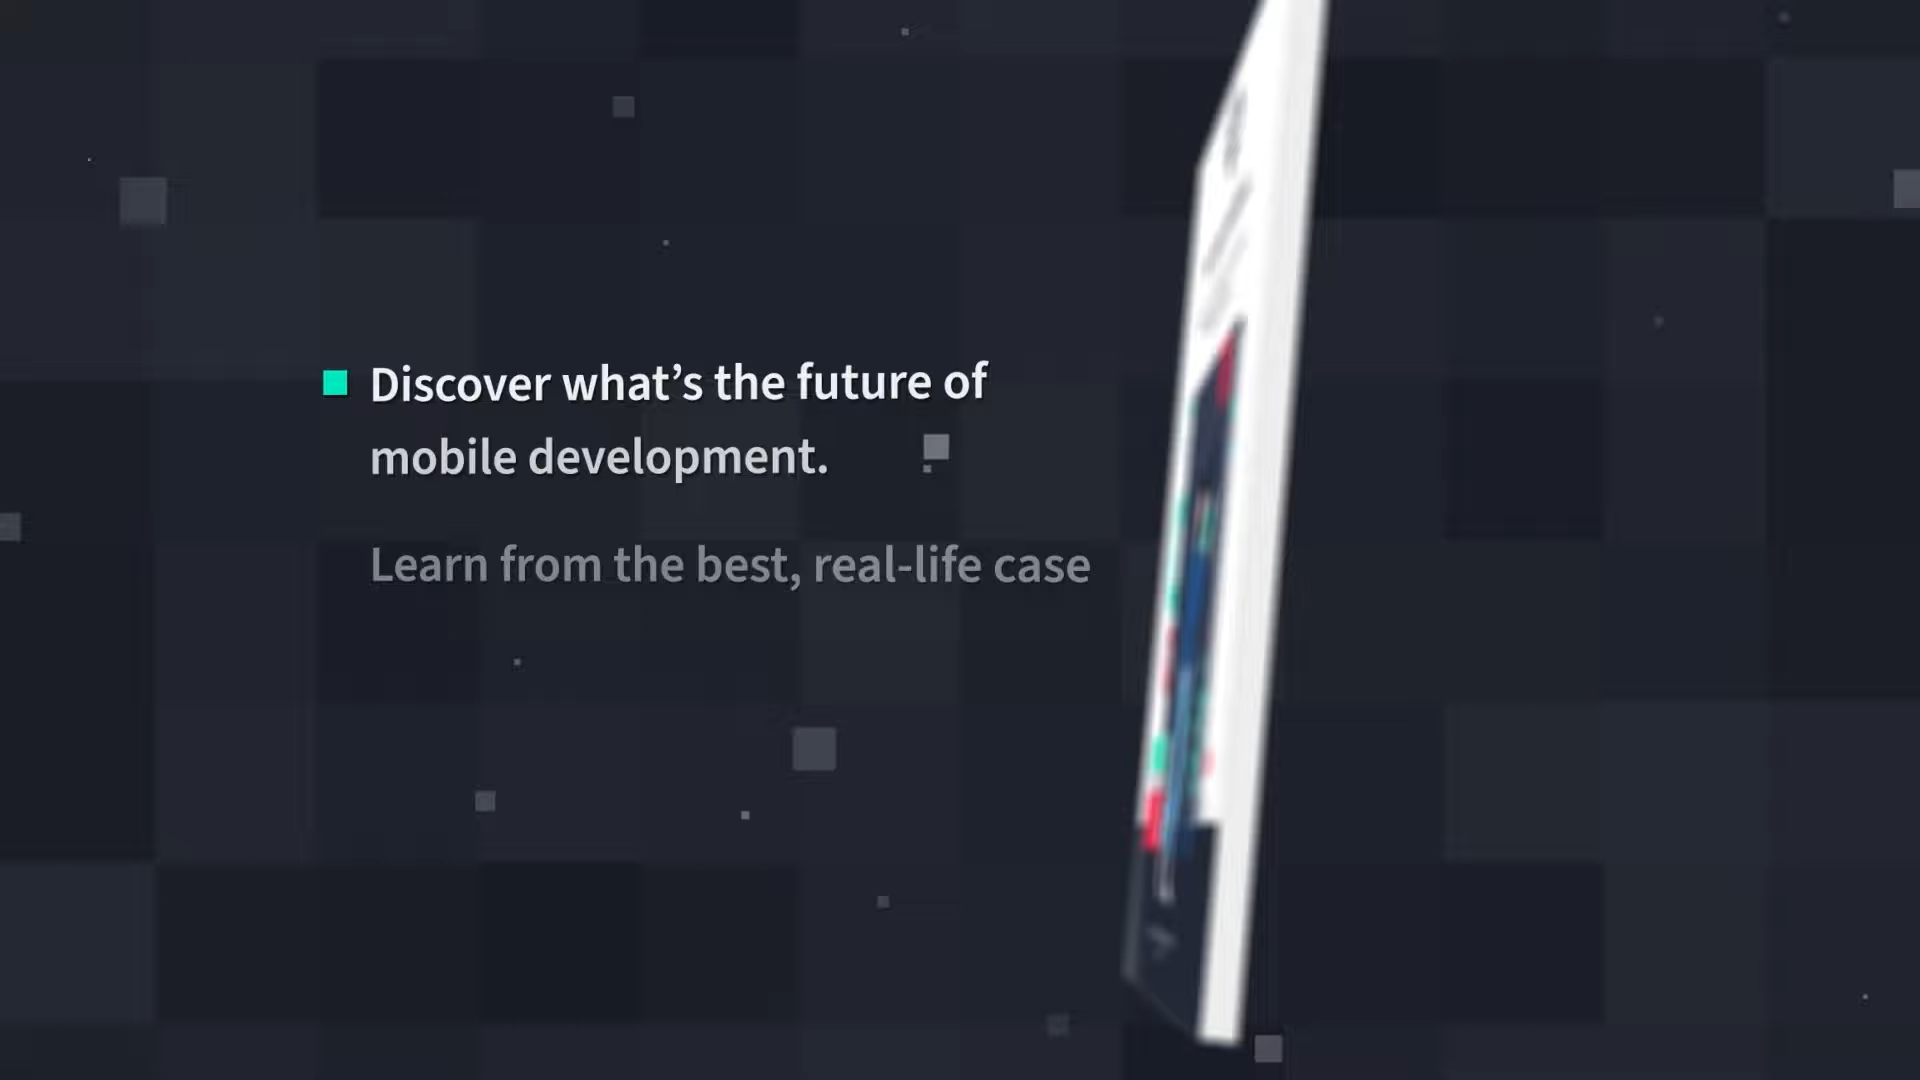 Discover what’s the future of
mobile development.
Learn from the best, real-life case